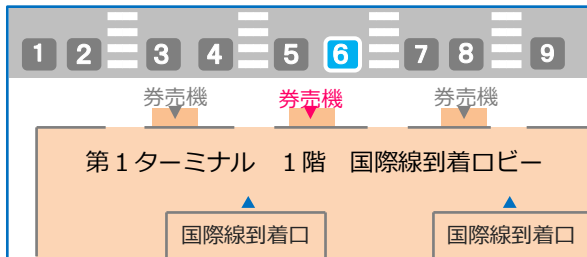 1 2 3 4 5 6 7 8 9
券売機 券売機 券売機
第1ターミナル 1階 国際線到着ロビー
国際線到着口 国際線到着口